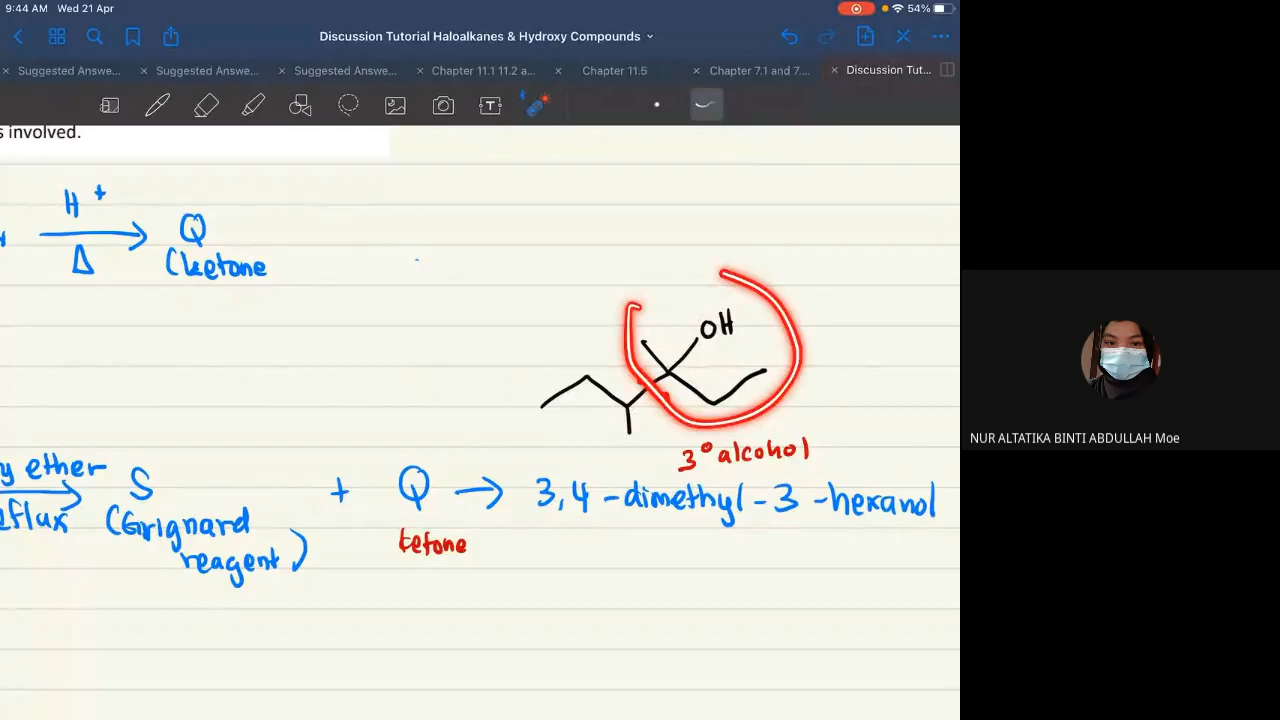 9:44 AM Wed 21 Apr
54%
Discussion Tutorial Haloalkanes & Hydroxy Compounds
Suggested Answe...
Suggested Answe...
Suggested Answe...
Chapter 11.1 11.2 a...
Chapter 11.5
Chapter 7.1 and 7....
Discussion Tut...
s involved.
H +
Δ
Q
(ketone
OH
3° alcohol
y ether
flux
S
(Grignard
reagent)
+ Q → 3,4 - dimethyl - 3 - hexanol
ketone
NUR ALTATIKA BINTI ABDULLAH Moe